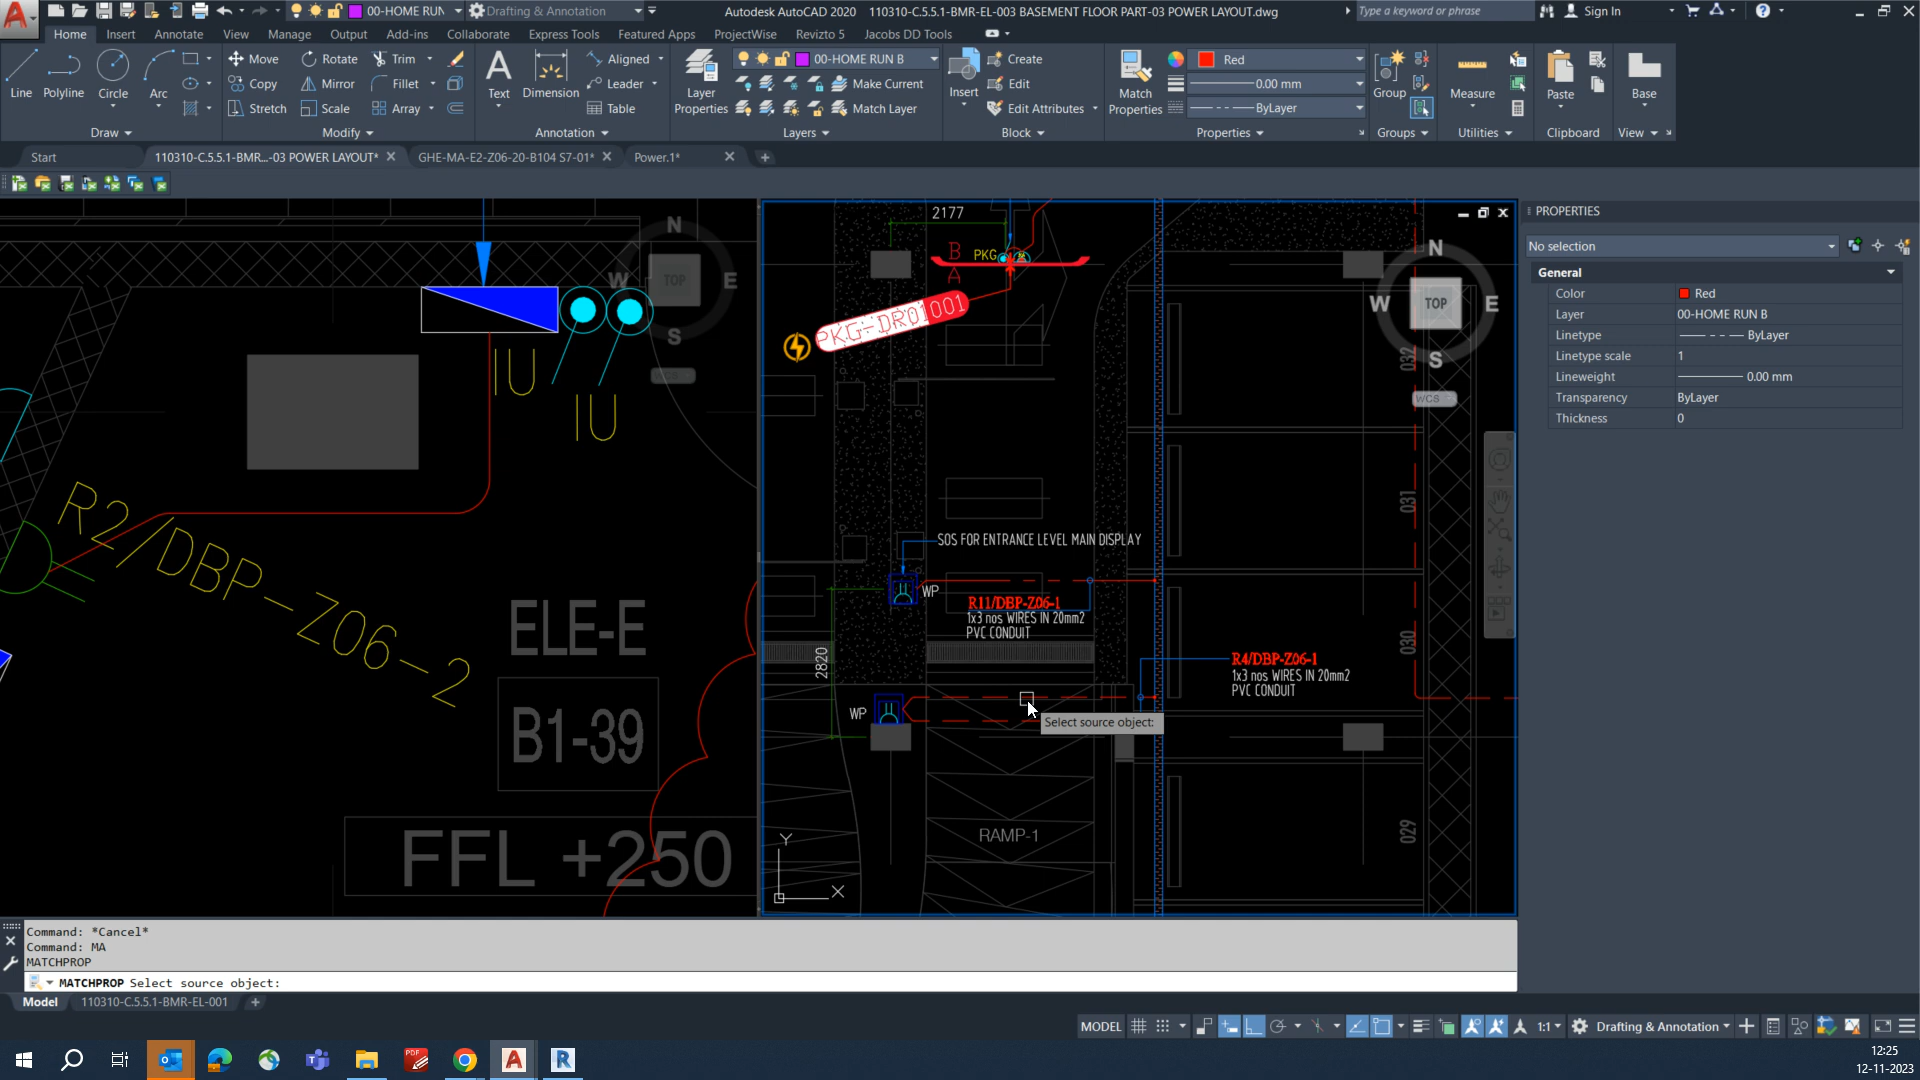 00-HOME RUN
Drafting & Annotation
Autodesk AutoCAD 2020 110310-C.5.5.1-BMR-EL-003 BASEMENT FLOOR PART-03 POWER LAYOUT.dwg
Type a keyword or phrase
Sign In
Home Insert Annotate View Manage Output Add-ins Collaborate Express Tools Featured Apps ProjectWise Revizto 5 Jacobs DD Tools
Line
Polyline
Circle
Arc
Draw
Move
Rotate
Trim
Copy
Mirror
Fillet
Stretch
Scale
Array
Modify
Text
Dimension
Aligned
Leader
Table
Annotation
Layer
Properties
00-HOME RUN B
Make Current
Match Layer
Layers
Insert
Create
Edit
Edit Attributes
Block
Match
Properties
Red
0.00 mm
ByLayer
Properties
Group
Groups
Measure
Utilities
Paste
Clipboard
Base
View
Start
110310-C.5.5.1-BMR...-03 POWER LAYOUT*
GHE-MA-E2-Z06-20-B104 S7-01*
Power.1*
N
W TOP E
S
IU
IU
R2/DBP-Z06-2
ELE-E
B1-39
FFL +250
2177
B
A
PKG
PKG-DR01001
SOS FOR ENTRANCE LEVEL MAIN DISPLAY
WP
R11/DBP-Z06-1
1x3 nos WIRES IN 20mm2
PVC CONDUIT
2820
WP
R4/DBP-Z06-1
1x3 nos WIRES IN 20mm2
PVC CONDUIT
Select source object:
RAMP-1
032
031
030
029
N
W TOP E
S
WCS
Y
X
PROPERTIES
No selection
General
Color Red
Layer 00-HOME RUN B
Linetype ByLayer
Linetype scale 1
Lineweight 0.00 mm
Transparency ByLayer
Thickness 0
Command: *Cancel*
Command: MA
MATCHPROP
MATCHPROP Select source object:
Model 110310-C.5.5.1-BMR-EL-001
MODEL
1:1
Drafting & Annotation
12:25
12-11-2023